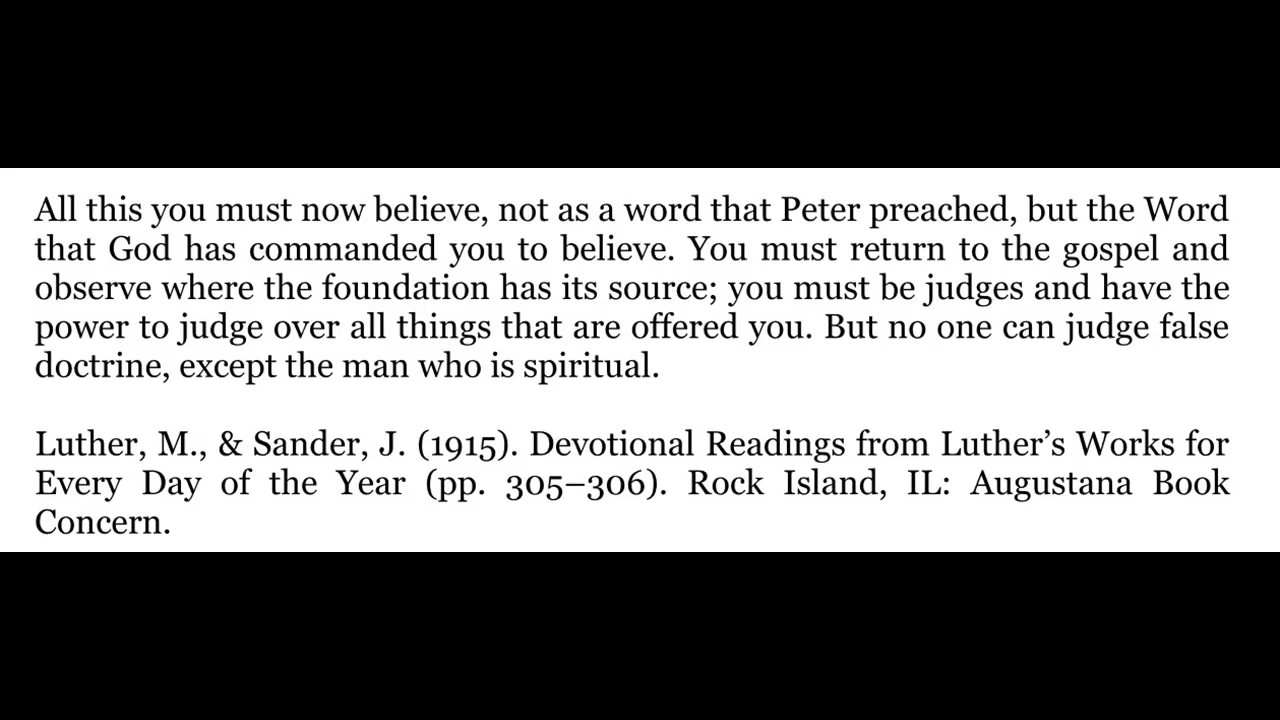 All this you must now believe, not as a word that Peter preached, but the Word
that God has commanded you to believe. You must return to the gospel and
observe where the foundation has its source; you must be judges and have the
power to judge over all things that are offered you. But no one can judge false
doctrine, except the man who is spiritual.
Luther, M., & Sander, J. (1915). Devotional Readings from Luther’s Works for
Every Day of the Year (pp. 305–306). Rock Island, IL: Augustana Book
Concern.